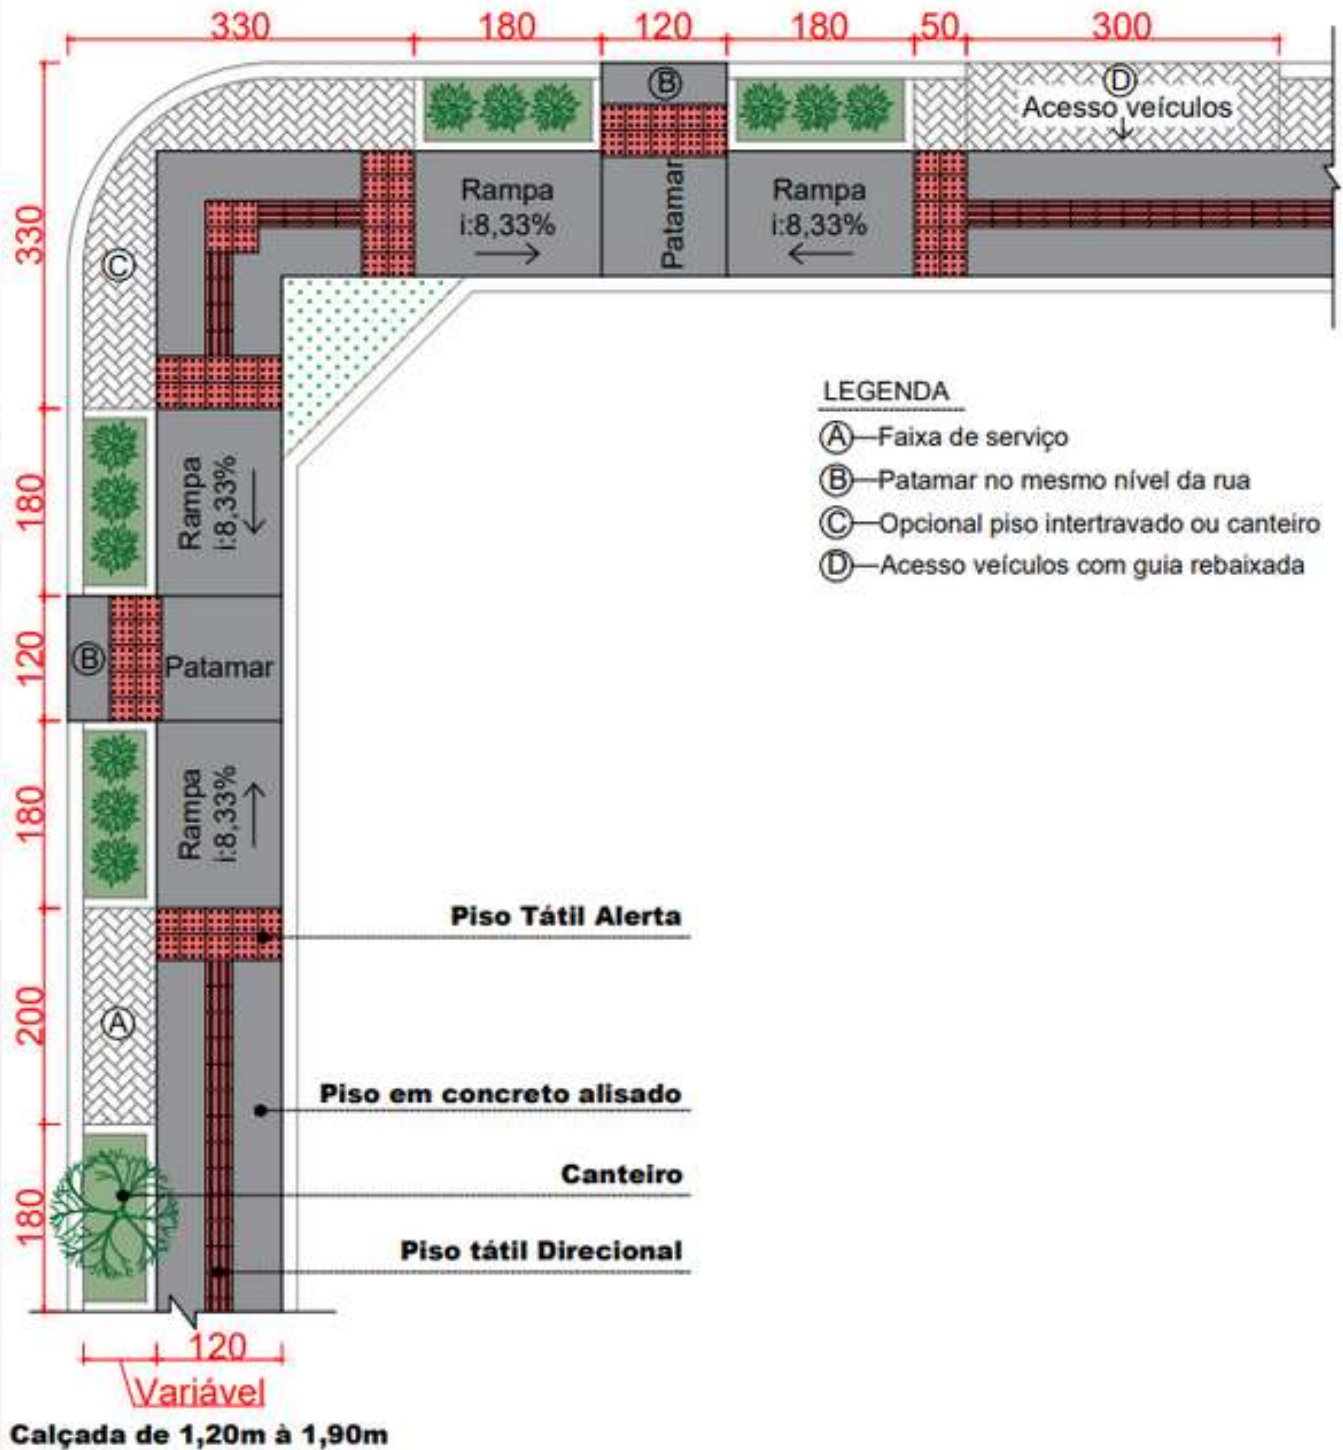 330
180
120
180
50
300
B
D
Acesso veículos
Rampa
i:8,33%
Patamar
Rampa
i:8,33%
330
C
LEGENDA
A Faixa de serviço
B Patamar no mesmo nível da rua
C Opcional piso intertravado ou canteiro
D Acesso veículos com guia rebaixada
180
Rampa
i:8,33%
120
B
Patamar
180
Rampa
i:8,33%
Piso Tátil Alerta
200
A
Piso em concreto alisado
Canteiro
180
Piso tátil Direcional
120
Variável
Calçada de 1,20m à 1,90m